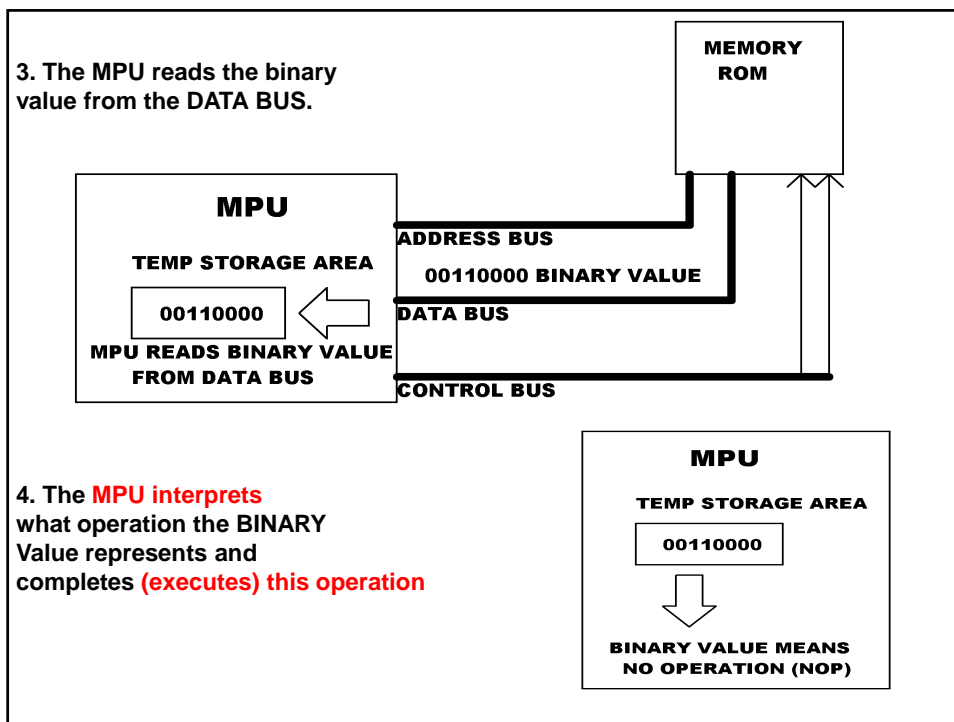 3. The MPU reads the binary
value from the DATA BUS.
MEMORY
ROM
MPU
TEMP STORAGE AREA
00110000
MPU READS BINARY VALUE
FROM DATA BUS
ADDRESS BUS
00110000 BINARY VALUE
DATA BUS
CONTROL BUS
4. The MPU interprets
what operation the BINARY
Value represents and
completes (executes) this operation
MPU
TEMP STORAGE AREA
00110000
BINARY VALUE MEANS
NO OPERATION (NOP)